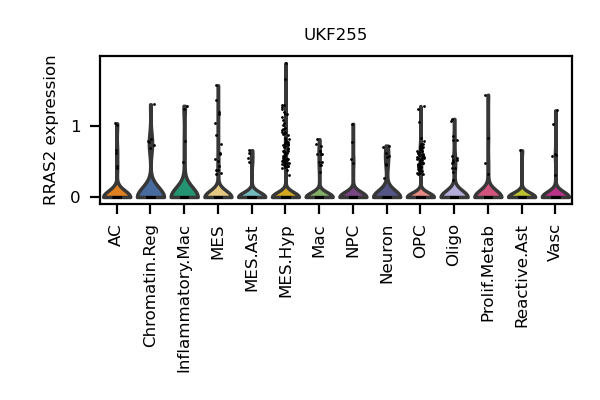 UKF255
RRAS2 expression
1
0
AC
Chromatin.Reg
Inflammatory.Mac
MES
MES.Ast
MES.Hyp
Mac
NPC
Neuron
OPC
Oligo
Prolif.Metab
Reactive.Ast
Vasc